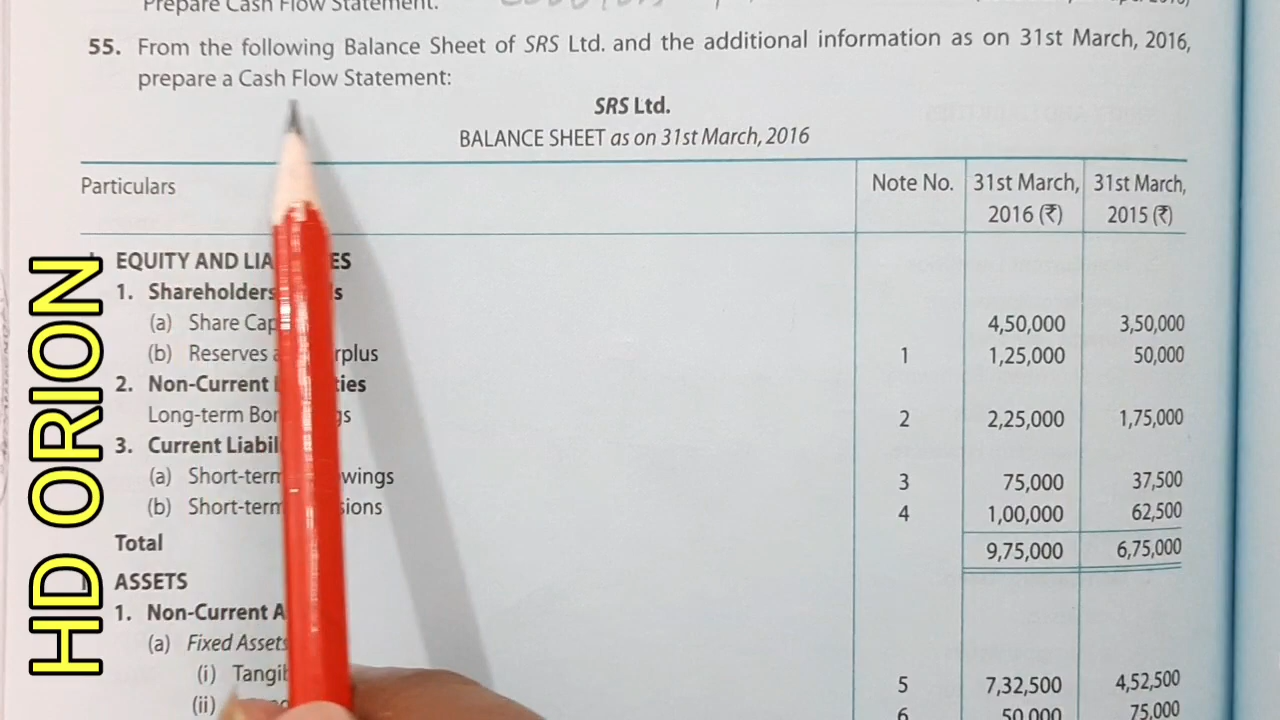 Prepare Cash Flow Statement.
55. From the following Balance Sheet of SRS Ltd. and the additional information as on 31st March, 2016,
prepare a Cash Flow Statement:
SRS Ltd.
BALANCE SHEET as on 31st March, 2016
Particulars Note No. 31st March, 2016 (₹) 31st March, 2015 (₹)
EQUITY AND LIA ES
1. Shareholders s
(a) Share Cap 4,50,000 3,50,000
(b) Reserves a rplus 1 1,25,000 50,000
2. Non-Current ties
Long-term Bor gs 2 2,25,000 1,75,000
3. Current Liabil
(a) Short-term wings 3 75,000 37,500
(b) Short-term sions 4 1,00,000 62,500
Total 9,75,000 6,75,000
ASSETS
1. Non-Current A
(a) Fixed Assets
(i) Tangib 5 7,32,500 4,52,500
(ii) 6 50,000 75,000
HD ORION